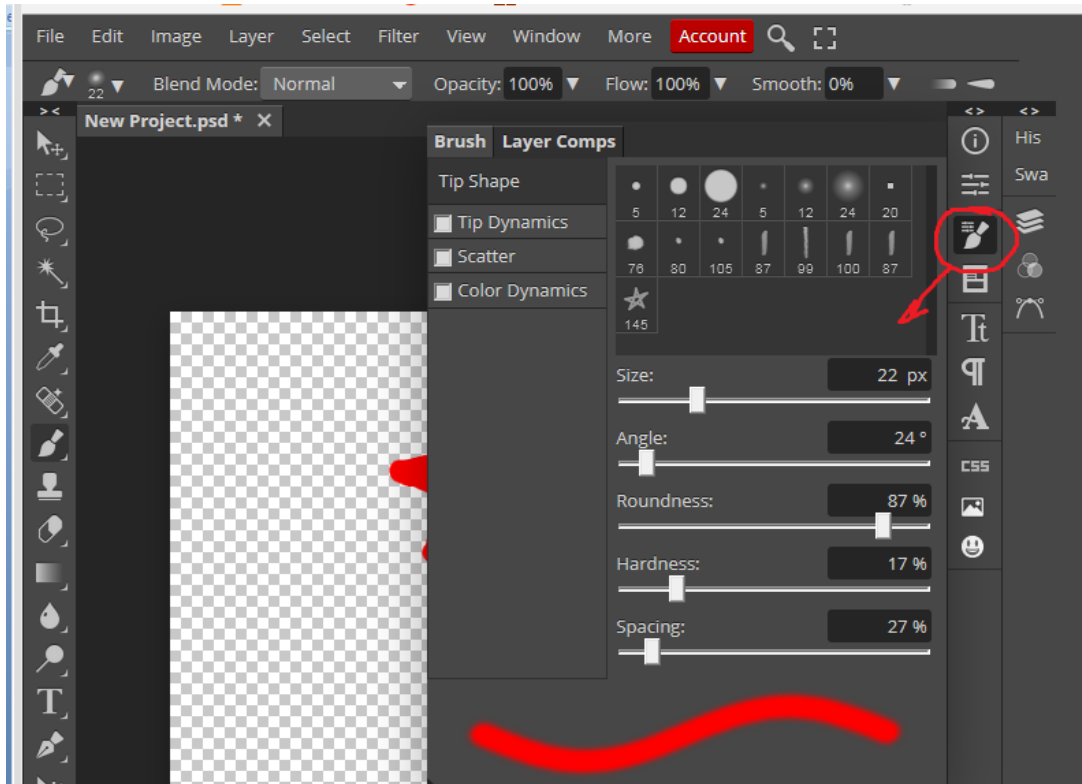 File Edit Image Layer Select Filter View Window More Account
22 Blend Mode: Normal Opacity: 100% Flow: 100% Smooth: 0%
New Project.psd *
His
Swa
Brush Layer Comps
Tip Shape
Tip Dynamics
Scatter
Color Dynamics
5 12 24 5 12 24 20
76 80 105 87 99 100 87
145
Size: 22 px
Angle: 24 °
Roundness: 87 %
Hardness: 17 %
Spacing: 27 %
Tt
CSS
T